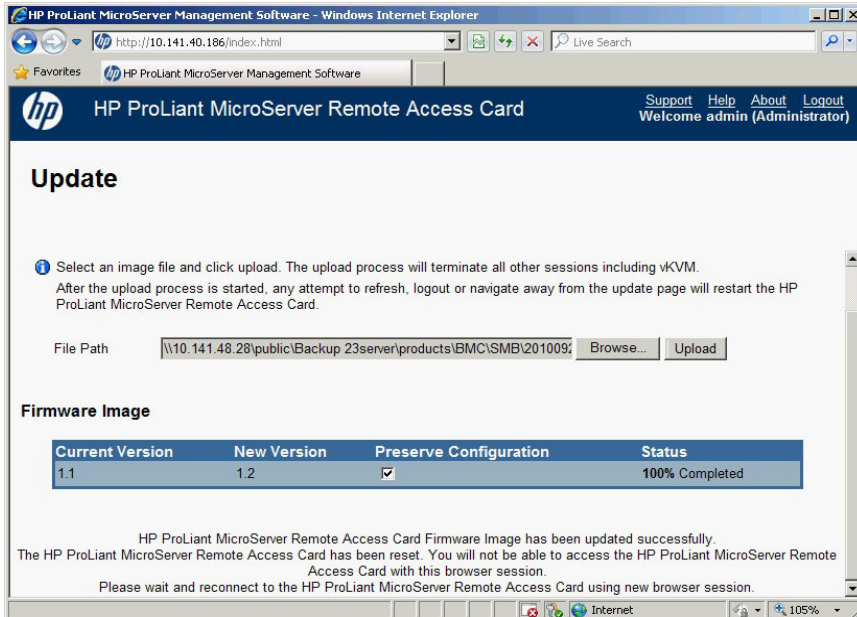 HP ProLiant MicroServer Management Software - Windows Internet Explorer
http://10.141.40.186/index.html
Live Search
Favorites
HP ProLiant MicroServer Management Software
hp
HP ProLiant MicroServer Remote Access Card
Support Help About Logout
Welcome admin (Administrator)
Update
Select an image file and click upload. The upload process will terminate all other sessions including vKVM.
After the upload process is started, any attempt to refresh, logout or navigate away from the update page will restart the HP
ProLiant MicroServer Remote Access Card.
File Path \\10.141.48.28\public\Backup 23server\products\BMC\SMB\2010092 Browse... Upload
Firmware Image
Current Version New Version Preserve Configuration Status
1.1 1.2 100% Completed
HP ProLiant MicroServer Remote Access Card Firmware Image has been updated successfully.
The HP ProLiant MicroServer Remote Access Card has been reset. You will not be able to access the HP ProLiant MicroServer Remote
Access Card with this browser session.
Please wait and reconnect to the HP ProLiant MicroServer Remote Access Card using new browser session.
Internet
105%